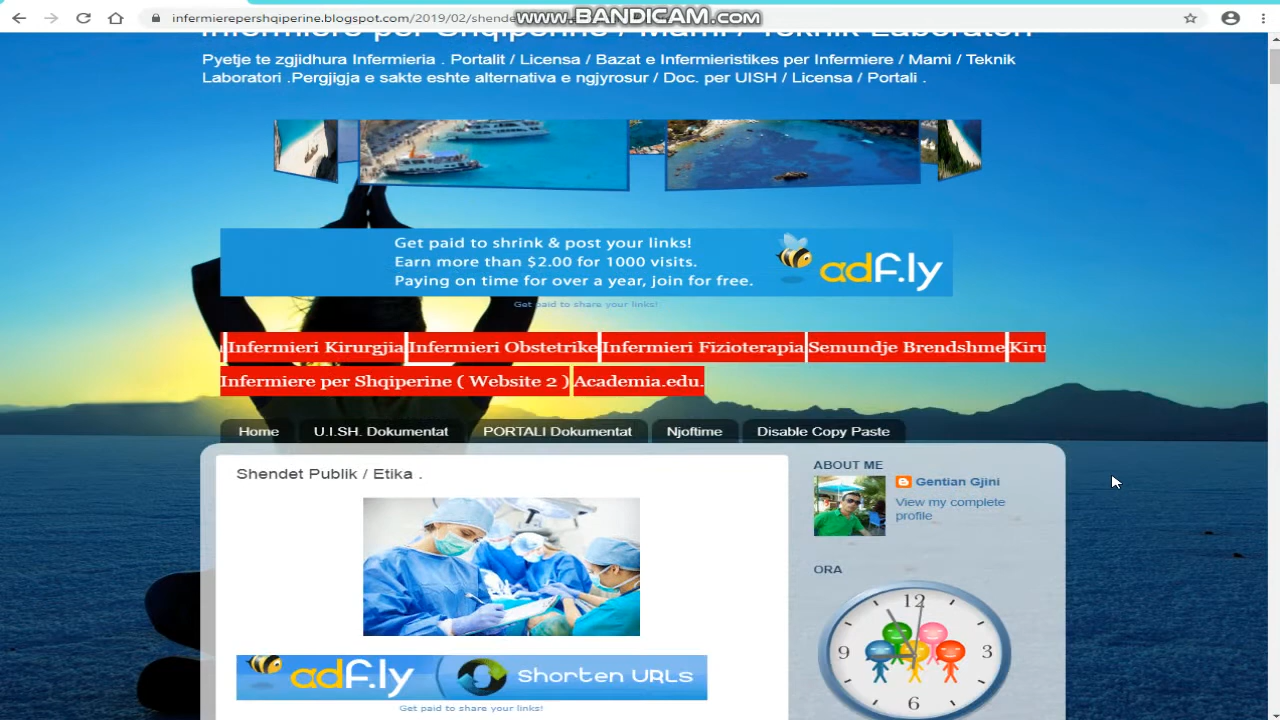 infermierepershqiperine.blogspot.com/2019/02/shende
www.BANDICAM.com
Infermiere per Shqiperine / Mami / Teknik Laboratori
Pyetje te zgjidhura Infermieria . Portalit / Licensa / Bazat e Infermieristikes per Infermiere / Mami / Teknik
Laboratori .Pergjigja e sakte eshte alternativa e ngjyrosur / Doc. per UISH / Licensa / Portali .
Get paid to shrink & post your links!
Earn more than $2.00 for 1000 visits.
Paying on time for over a year, join for free.
adf.ly
Get paid to share your links!
Infermieri Kirurgjia Infermieri Obstetrike Infermieri Fizioterapia Semundje Brendshme Kiru
Infermiere per Shqiperine ( Website 2 ) Academia.edu.
Home U.I.SH. Dokumentat PORTALI Dokumentat Njoftime Disable Copy Paste
Shendet Publik / Etika .
adf.ly Shorten URLs
Get paid to share your links!
ABOUT ME
Gentian Gjini
View my complete
profile
ORA
12
9 3
6